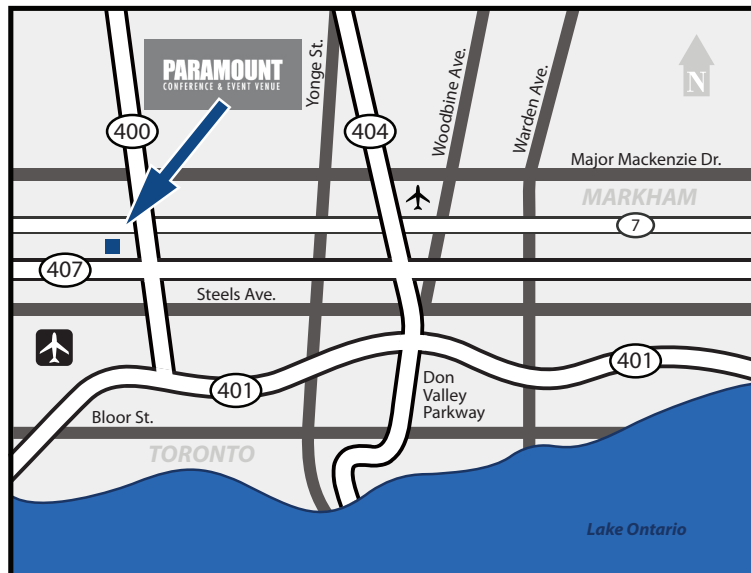 PARAMOUNT
CONFERENCE & EVENT VENUE
Yonge St.
Woodbine Ave.
Warden Ave.
N
400
404
Major Mackenzie Dr.
MARKHAM
7
407
Steels Ave.
401
401
Don
Valley
Parkway
Bloor St.
TORONTO
Lake Ontario